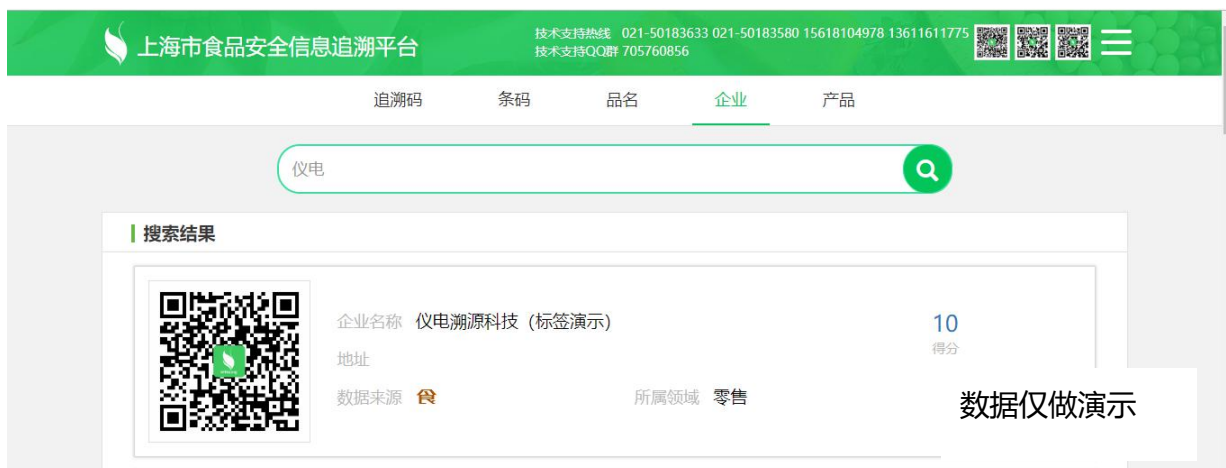 上海市食品安全信息追溯平台
技术支持热线 021-50183633 021-50183580 15618104978 13611611775
技术支持QQ群 705760856
追溯码 条码 品名 企业 产品
仪电
搜索结果
企业名称 仪电溯源科技（标签演示）
10
得分
地址
数据来源 食 所属领域 零售
数据仅做演示